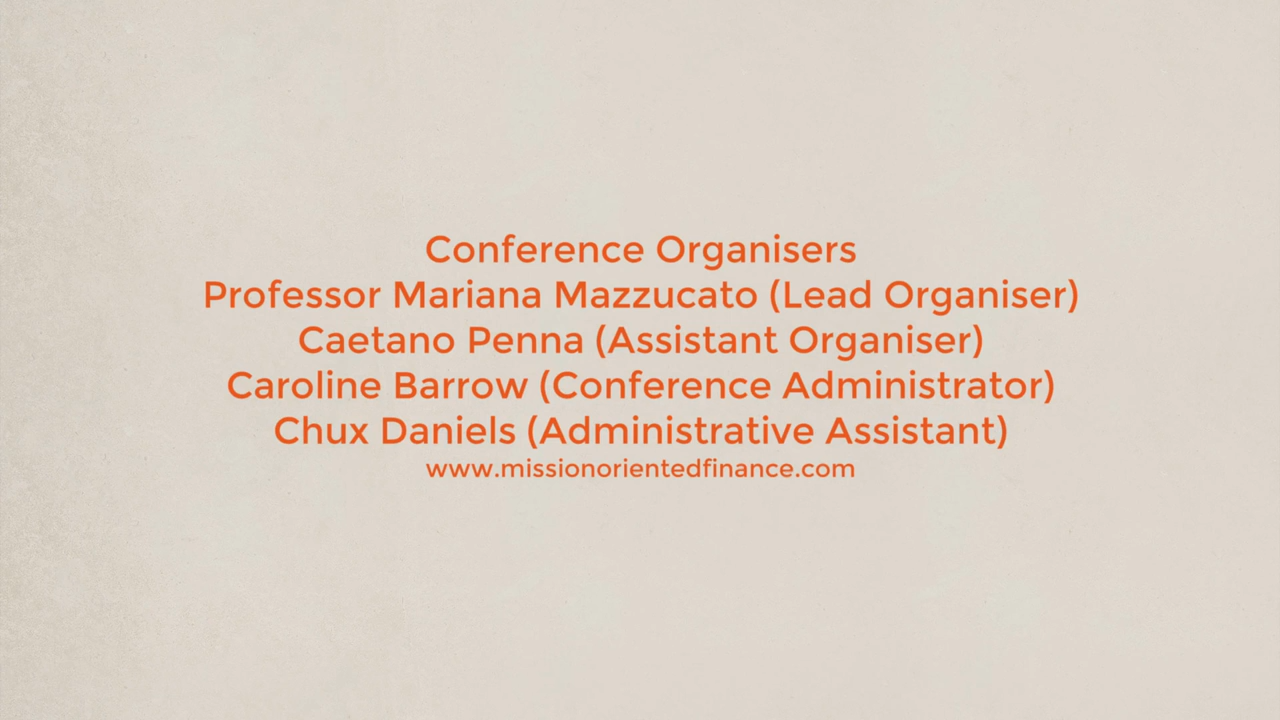 Conference Organisers
Professor Mariana Mazzucato (Lead Organiser)
Caetano Penna (Assistant Organiser)
Caroline Barrow (Conference Administrator)
Chux Daniels (Administrative Assistant)
www.missionorientedfinance.com